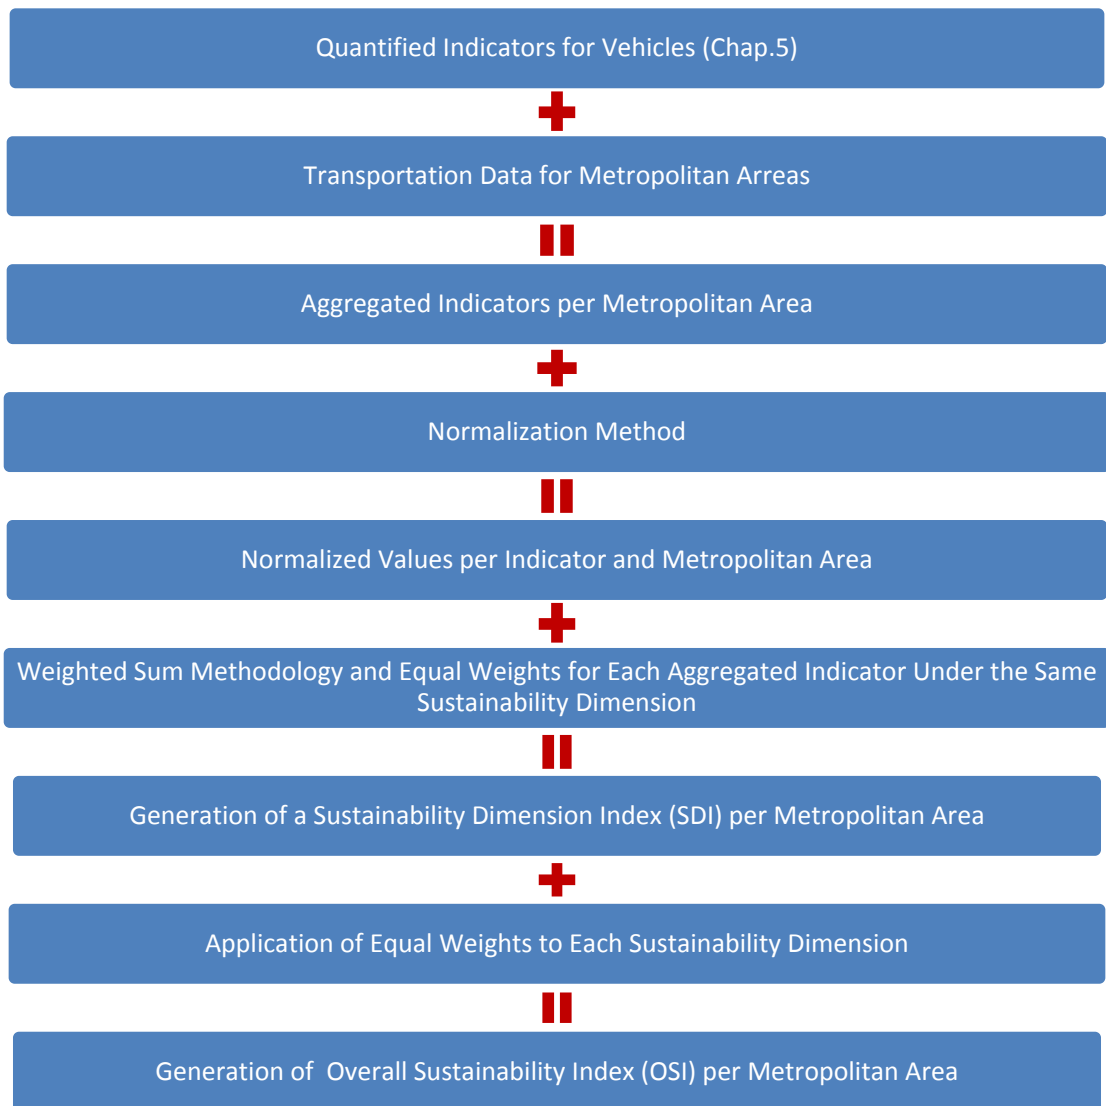 Quantified Indicators for Vehicles (Chap.5)
Transportation Data for Metropolitan Arreas
Aggregated Indicators per Metropolitan Area
Normalization Method
Normalized Values per Indicator and Metropolitan Area
Weighted Sum Methodology and Equal Weights for Each Aggregated Indicator Under the Same
Sustainability Dimension
Generation of a Sustainability Dimension Index (SDI) per Metropolitan Area
Application of Equal Weights to Each Sustainability Dimension
Generation of  Overall Sustainability Index (OSI) per Metropolitan Area